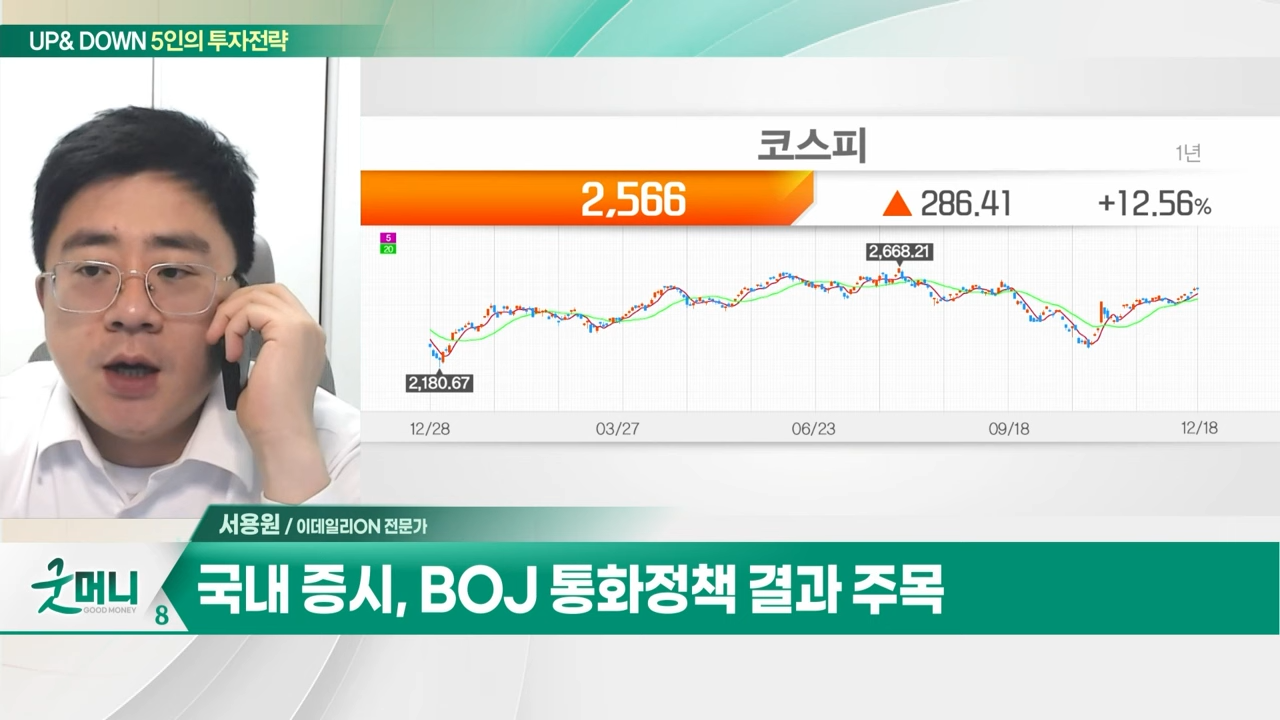 UP& DOWN 5인의 투자전략
코스피
1년
2,566 ▲ 286.41 +12.56%
5
20
2,668.21
2,180.67
12/28 03/27 06/23 09/18 12/18
서용원 / 이데일리ON 전문가
굿머니
GOOD MONEY
8
국내 증시, BOJ 통화정책 결과 주목